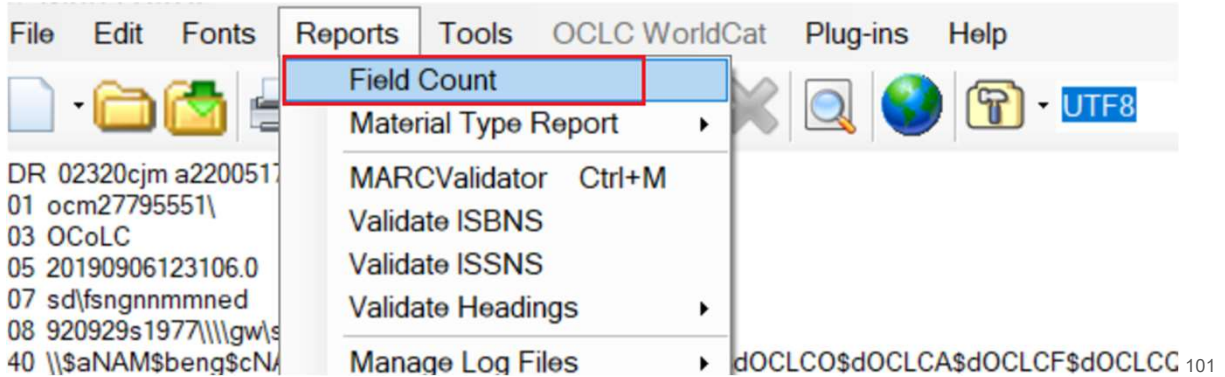 File Edit Fonts Reports Tools OCLC WorldCat Plug-ins Help
Field Count
UTF8
Material Type Report
DR 02320cjm a2200517
MARCValidator Ctrl+M
01 ocm27795551\
Validate ISBNS
03 OCoLC
Validate ISSNS
05 20190906123106.0
07 sd\fsngnnmmned
Validate Headings
08 920929s1977\\\\gw\s
40 \\$aNAM$beng$cNA
Manage Log Files
dOCLCO$dOCLCA$dOCLCF$dOCLCQ
101